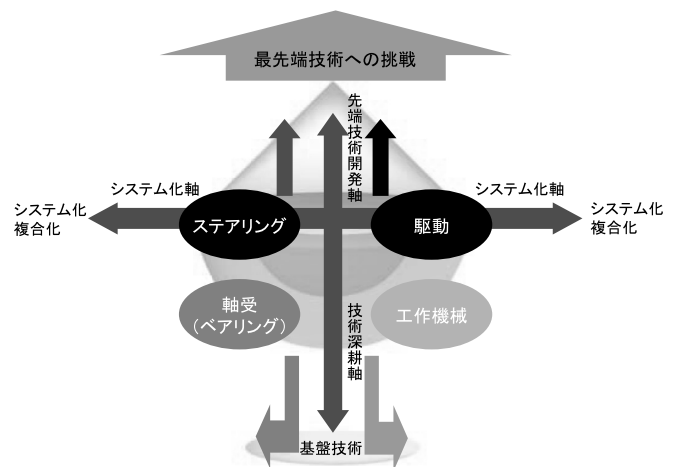 最先端技術への挑戦
先端技術開発軸
システム化軸
システム化軸
システム化
複合化
ステアリング
駆動
システム化
複合化
軸受
（ベアリング）
工作機械
技術深耕軸
基盤技術